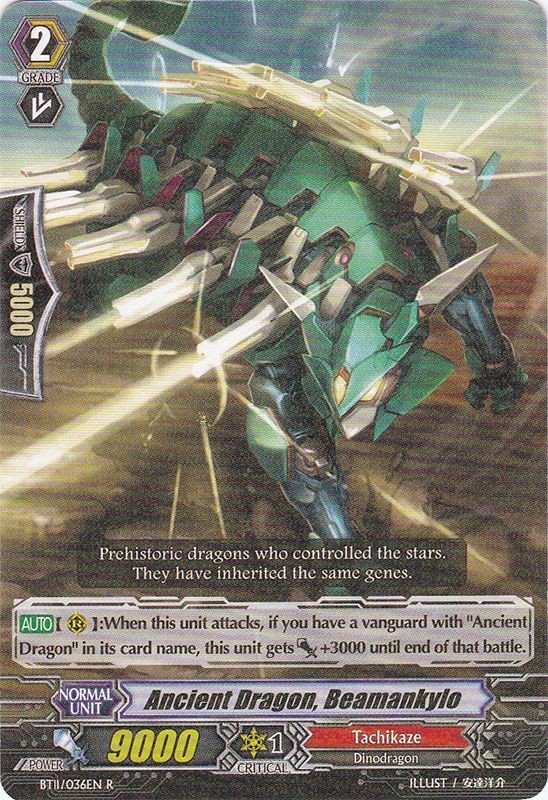 2
GRADE
SHIELD
5000
Prehistoric dragons who controlled the stars.
They have inherited the same genes.
AUTO【 R 】:When this unit attacks, if you have a vanguard with "Ancient
Dragon" in its card name, this unit gets +3000 until end of that battle.
NORMAL
UNIT
Ancient Dragon, Beamankylo
POWER
9000
1
CRITICAL
Tachikaze
Dinodragon
BT11/036EN R
ILLUST / 安達洋介